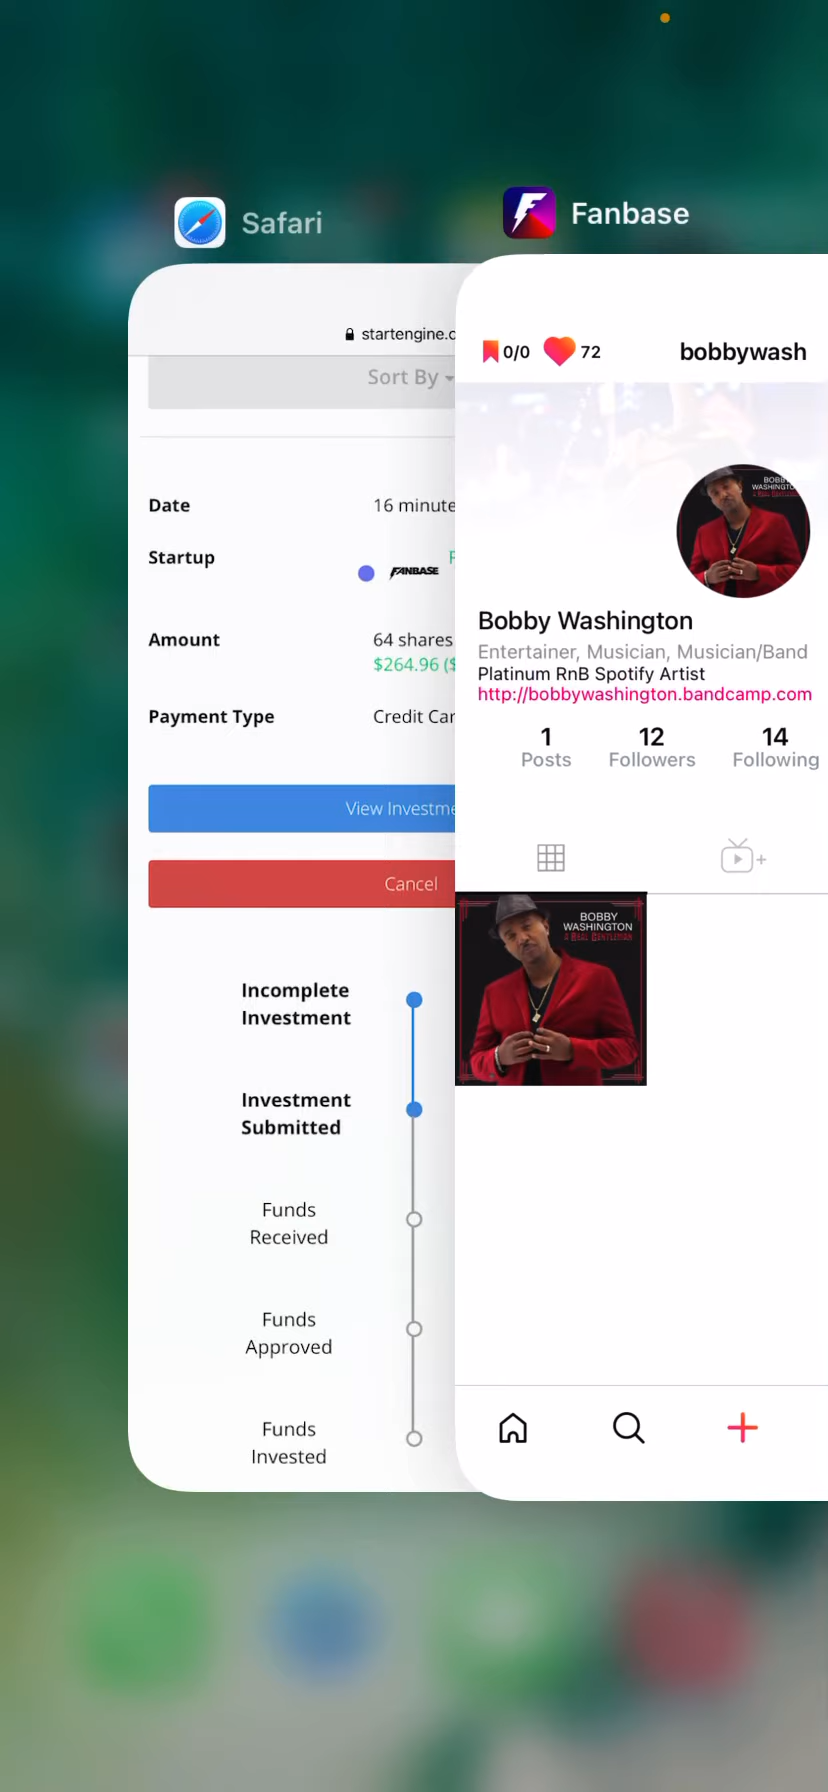 Safari
startengine.c
Sort By
Date
16 minute
Startup
FANBASE
Amount
64 shares
$264.96 ($
Payment Type
Credit Car
View Investme
Cancel
Incomplete
Investment
Investment
Submitted
Funds
Received
Funds
Approved
Funds
Invested
Fanbase
0/0
72
bobbywash
BOBBY
Bobby Washington
Entertainer, Musician, Musician/Band
Platinum RnB Spotify Artist
http://bobbywashington.bandcamp.com
1
Posts
12
Followers
14
Following
BOBBY
WASHINGTON
A REAL GENTLEMAN